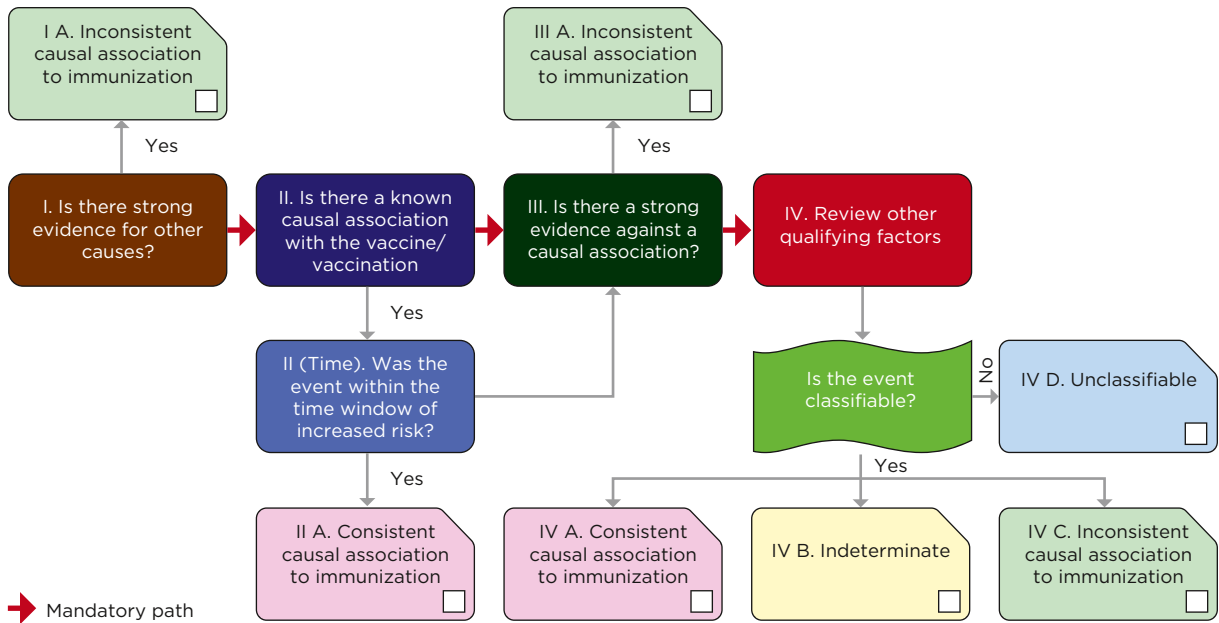 I A. Inconsistent
causal association
to immunization
III A. Inconsistent
causal association
to immunization
Yes
Yes
I. Is there strong
evidence for other
causes?
II. Is there a known
causal association
with the vaccine/
vaccination
III. Is there a strong
evidence against a
causal association?
IV. Review other
qualifying factors
Yes
II (Time). Was the
event within the
time window of
increased risk?
Is the event
classifiable?
No
IV D. Unclassifiable
Yes
Yes
II A. Consistent
causal association
to immunization
IV A. Consistent
causal association
to immunization
IV B. Indeterminate
IV C. Inconsistent
causal association
to immunization
Mandatory path